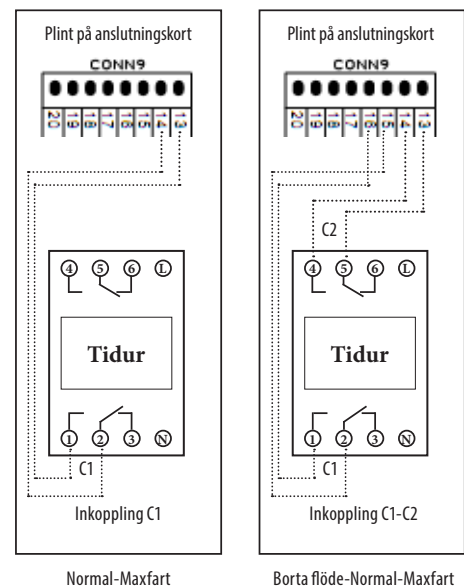 Plint på anslutningskort
CONN9
20 19 18 17 16 15 14 13
4 5 6 L
Tidur
1 2 3 N
C1
Inkoppling C1
Normal-Maxfart
Plint på anslutningskort
CONN9
20 19 18 17 16 15 14 13
C2
4 5 6 L
Tidur
1 2 3 N
C1
Inkoppling C1-C2
Borta flöde-Normal-Maxfart